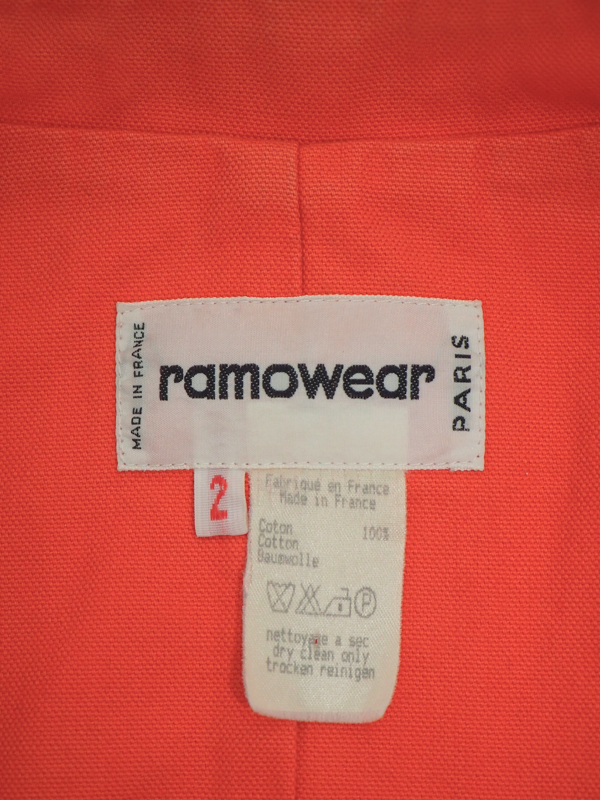 MADE IN FRANCE
ramowear
PARIS
2
Fabriqué en France
Made in France
Coton 100%
Cotton
Baumwolle
P
nettoyage a sec
dry clean only
trocken reinigen